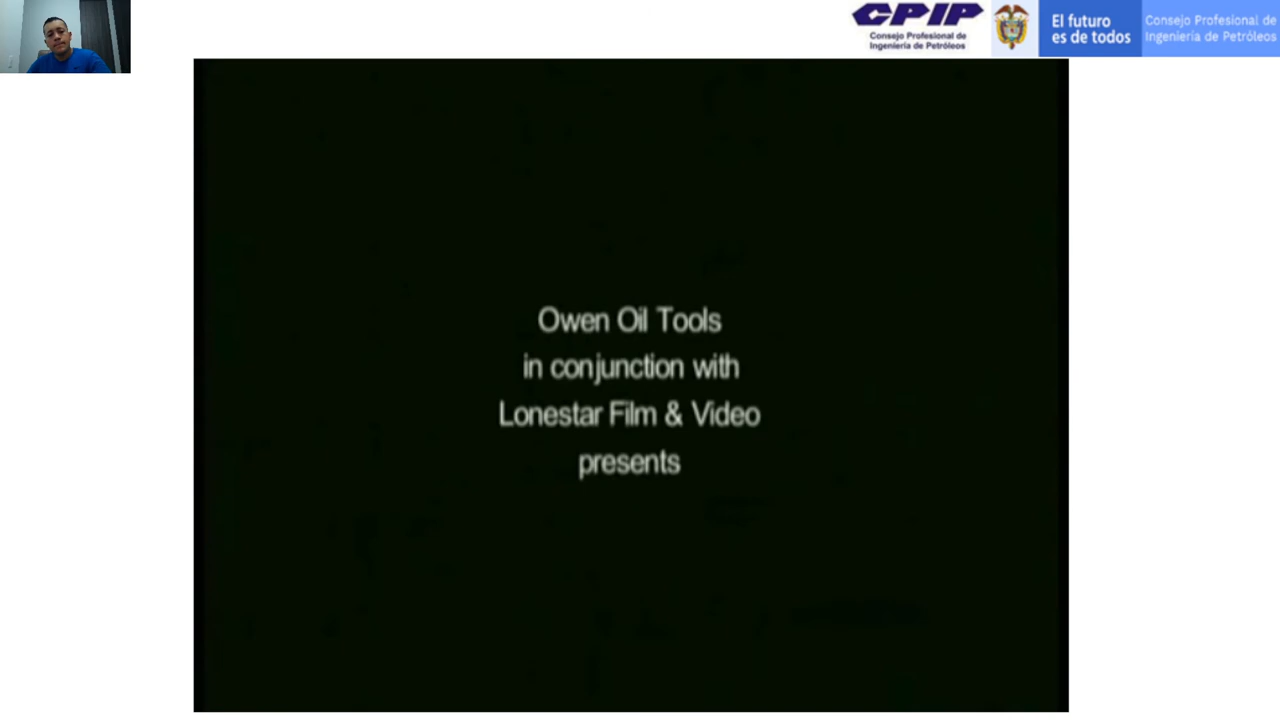 CPIP
Consejo Profesional de
Ingeniería de Petróleos
El futuro
es de todos
Consejo Profesional de
Ingeniería de Petróleos
Owen Oil Tools
in conjunction with
Lonestar Film & Video
presents